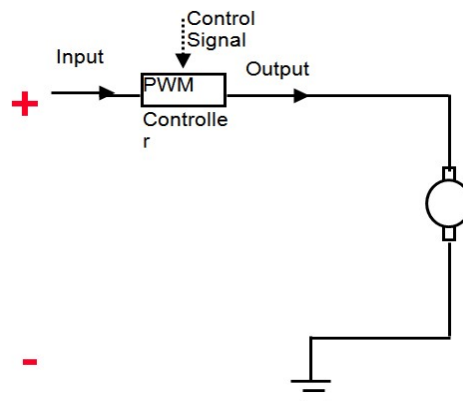 Control
Signal
Input
PWM
Output
Controlle
r
+
-